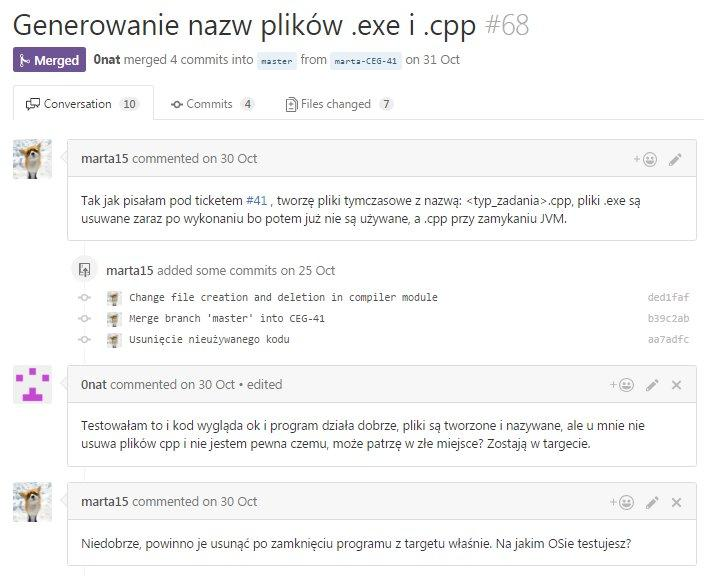 Generowanie nazw plików .exe i .cpp #68
Merged 0nat merged 4 commits into master from marta-CEG-41 on 31 Oct
Conversation 10 Commits 4 Files changed 7
marta15 commented on 30 Oct
Tak jak pisałam pod ticketem #41 , tworzę pliki tymczasowe z nazwą: <typ_zadania>.cpp, pliki .exe są
usuwane zaraz po wykonaniu bo potem już nie są używane, a .cpp przy zamykaniu JVM.
marta15 added some commits on 25 Oct
Change file creation and deletion in compiler module ded1faf
Merge branch 'master' into CEG-41 b39c2ab
Usunięcie nieużywanego kodu aa7adfc
0nat commented on 30 Oct • edited
Testowałam to i kod wygląda ok i program działa dobrze, pliki są tworzone i nazywane, ale u mnie nie
usuwa plików cpp i nie jestem pewna czemu, może patrzę w złe miejsce? Zostają w targecie.
marta15 commented on 30 Oct
Niedobrze, powinno je usunąć po zamknięciu programu z targetu właśnie. Na jakim OSie testujesz?